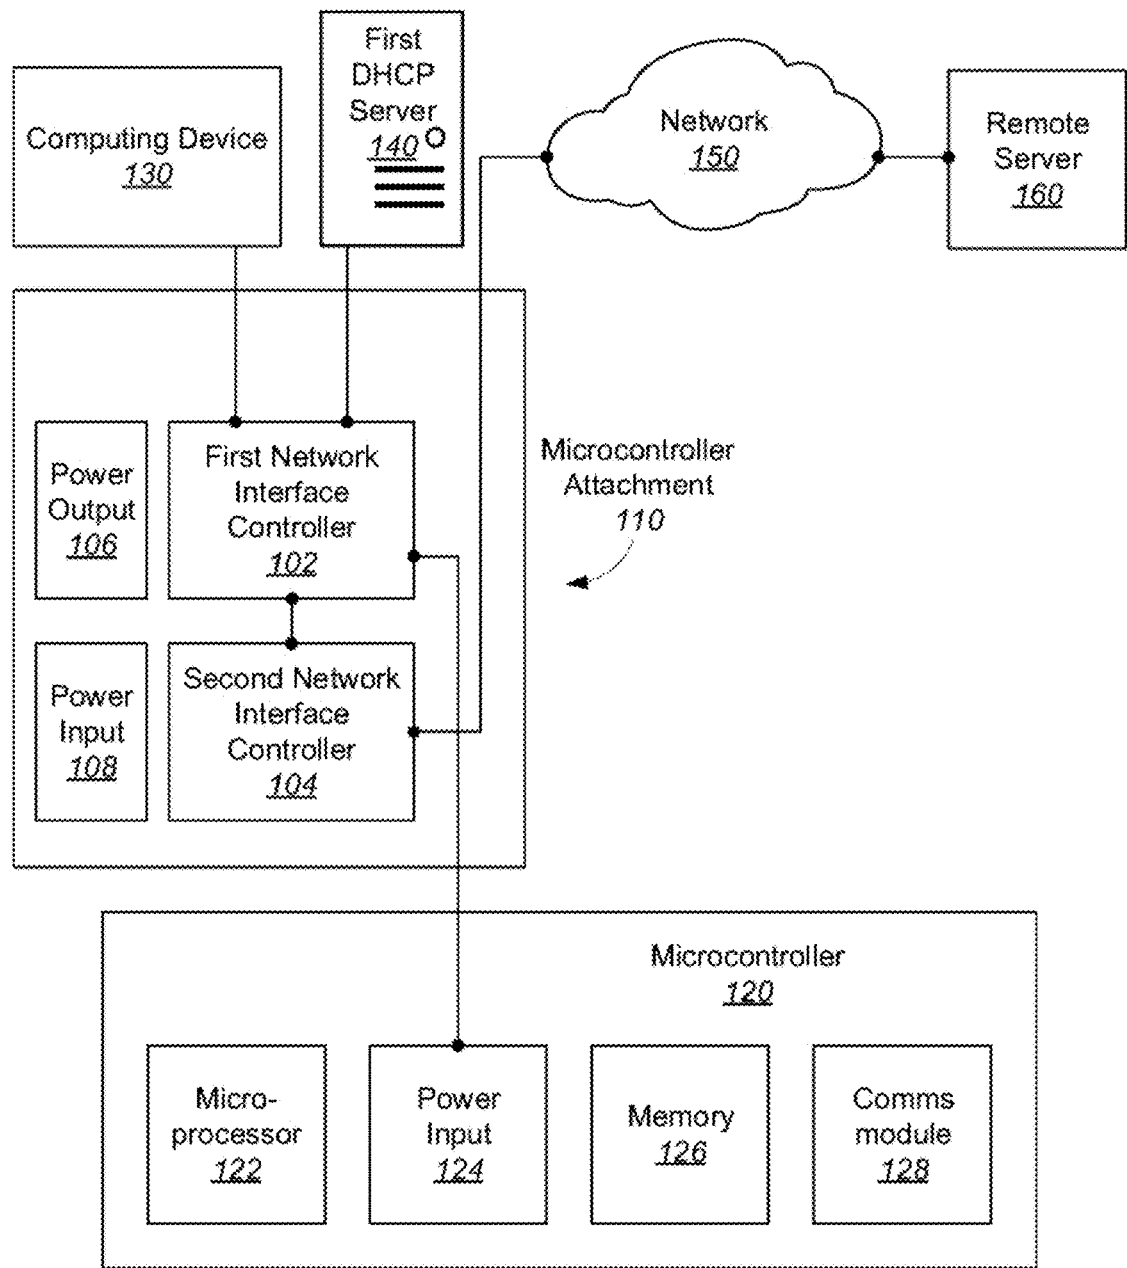 First
DHCP
Server
140
Computing Device
130
Network
150
Remote
Server
160
Power
Output
106
First Network
Interface
Controller
102
Microcontroller
Attachment
110
Power
Input
108
Second Network
Interface
Controller
104
Microcontroller
120
Micro-
processor
122
Power
Input
124
Memory
126
Comms
module
128